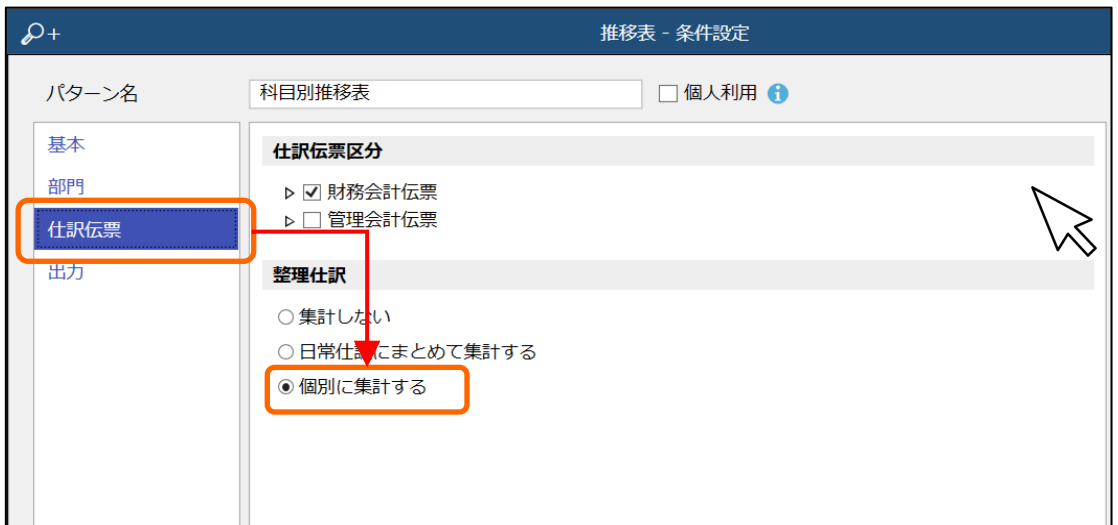 推移表 - 条件設定
パターン名
科目別推移表
個人利用
基本
部門
仕訳伝票
出力
仕訳伝票区分
財務会計伝票
管理会計伝票
整理仕訳
集計しない
日常仕訳にまとめて集計する
個別に集計する